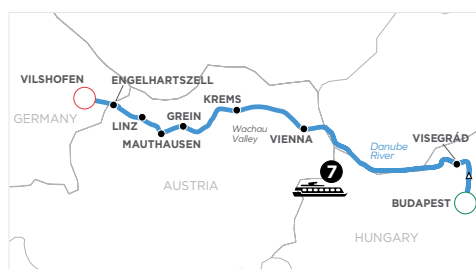 VILSHOFEN
ENGELHARTSZELL
GERMANY
LINZ
MAUTHAUSEN
GREIN
KREMS
Wachau
Valley
VIENNA
Danube
River
VISEGRÁD
7
AUSTRIA
BUDAPEST
HUNGARY